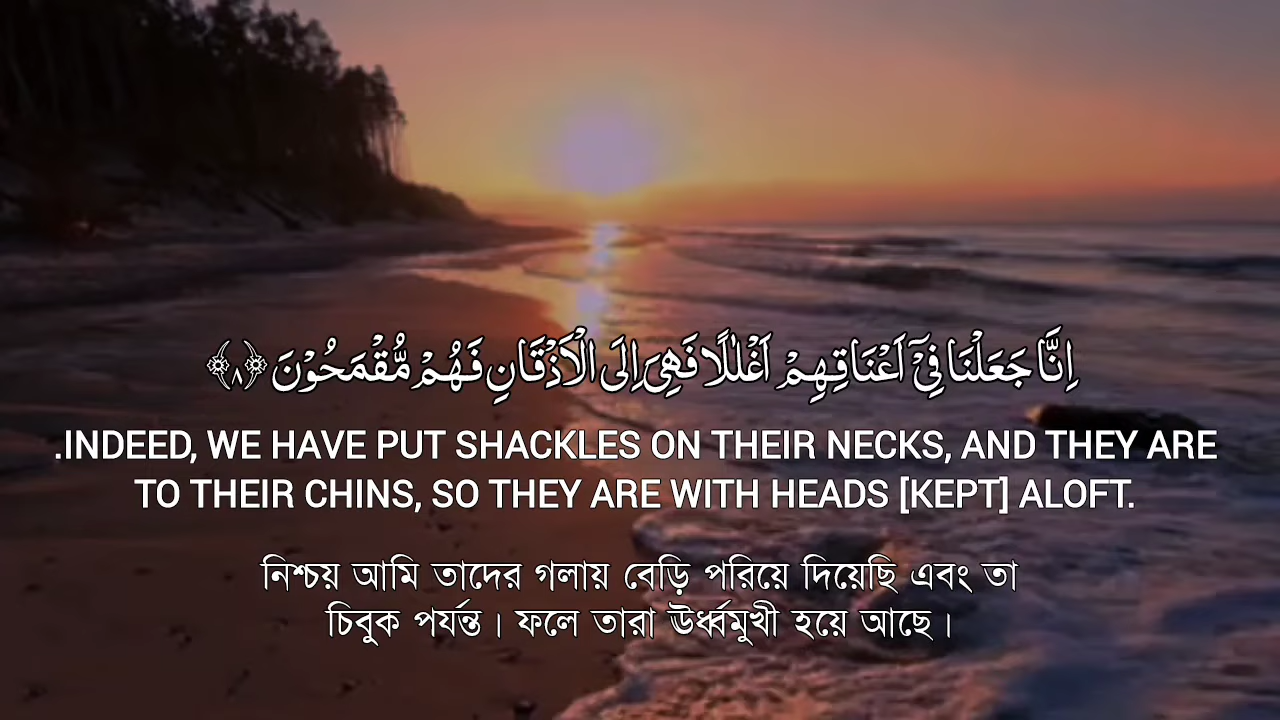 اِنَّا جَعَلْنَا فِیْۤ اَعْنَاقِهِمْ اَغْلٰلًا فَهِیَ اِلَی الْاَذْقَانِ فَهُمْ مُّقْمَحُوْنَ ﴿۸﴾
.INDEED, WE HAVE PUT SHACKLES ON THEIR NECKS, AND THEY ARE
TO THEIR CHINS, SO THEY ARE WITH HEADS [KEPT] ALOFT.
নিশ্চয় আমি তাদের গলায় বেড়ি পরিয়ে দিয়েছি এবং তা
চিবুক পর্যন্ত। ফলে তারা ঊর্ধ্বমুখী হয়ে আছে।